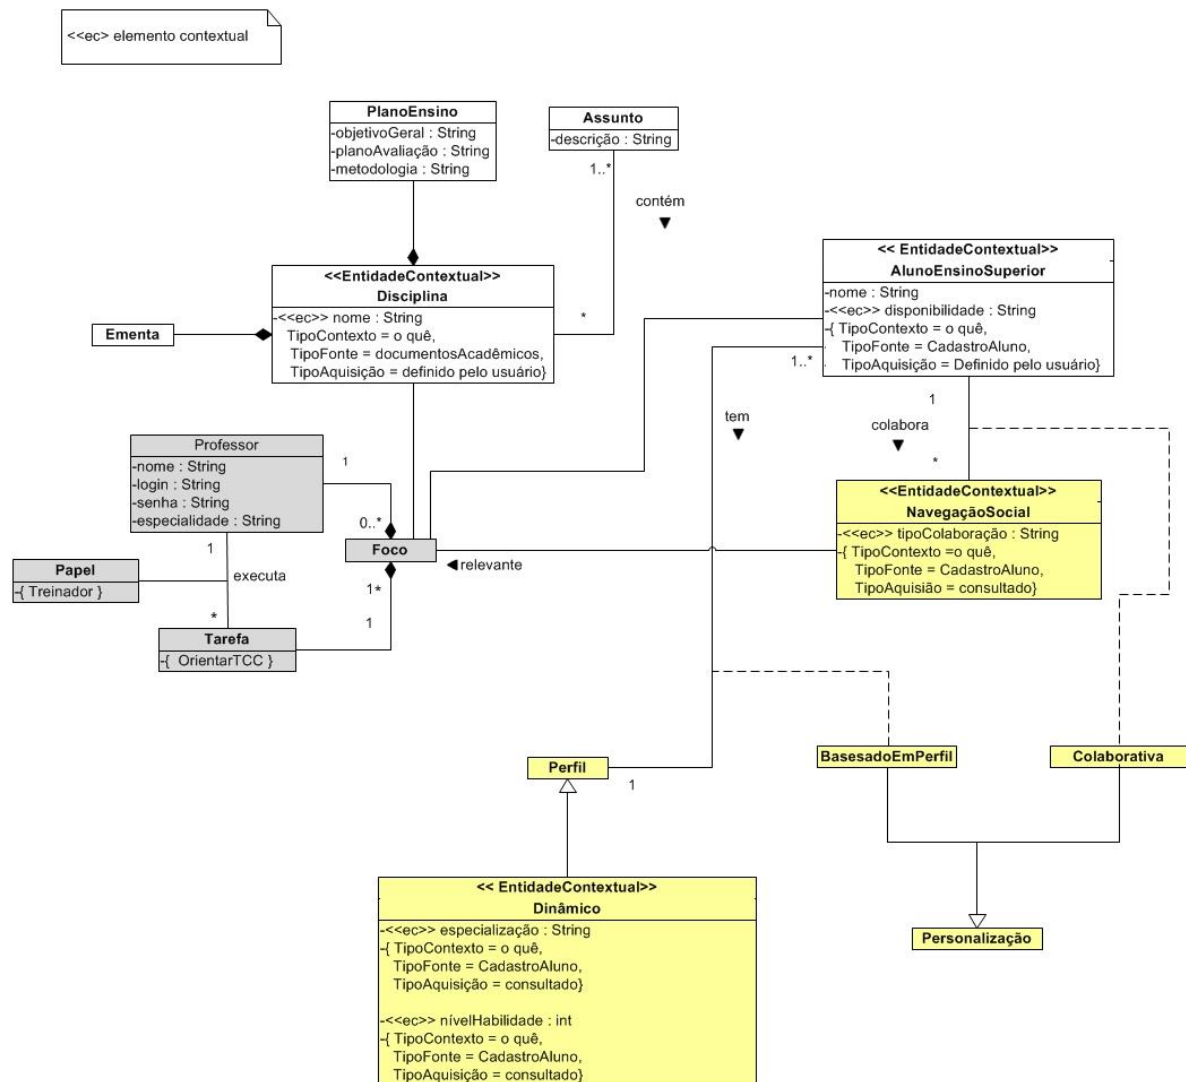 <<ec> elemento contextual
PlanoEnsino
-objetivoGeral : String
-planoAvaliação : String
-metodologia : String
Assunto
-descrição : String
1..*
contém
*
<<EntidadeContextual>>
Disciplina
-<<ec>> nome : String
TipoContexto = o quê,
TipoFonte = documentosAcadêmicos,
TipoAquisição = definido pelo usuário}
Ementa
<< EntidadeContextual>>
AlunoEnsinoSuperior
-nome : String
-<<ec>> disponibilidade : String
-{ TipoContexto = o quê,
TipoFonte = CadastroAluno,
TipoAquisição = Definido pelo usuário}
1..*
1
tem
colabora
*
Professor
-nome : String
-login : String
-senha : String
-especialidade : String
1
0..*
Foco
relevante
1
executa
*
Papel
-{ Treinador }
1*
1
Tarefa
-{ OrientarTCC }
<<EntidadeContextual>>
NavegaçãoSocial
-<<ec>> tipoColaboração : String
-{ TipoContexto =o quê,
TipoFonte = CadastroAluno,
TipoAquisião = consultado}
Perfil
1
BasesadoEmPerfil
Colaborativa
Personalização
<< EntidadeContextual>>
Dinâmico
-<<ec>> especialização : String
-{ TipoContexto = o quê,
TipoFonte = CadastroAluno,
TipoAquisição = consultado}
-<<ec>> nívelHabilidade : int
-{ TipoContexto = o quê,
TipoFonte = CadastroAluno,
TipoAquisição = consultado}